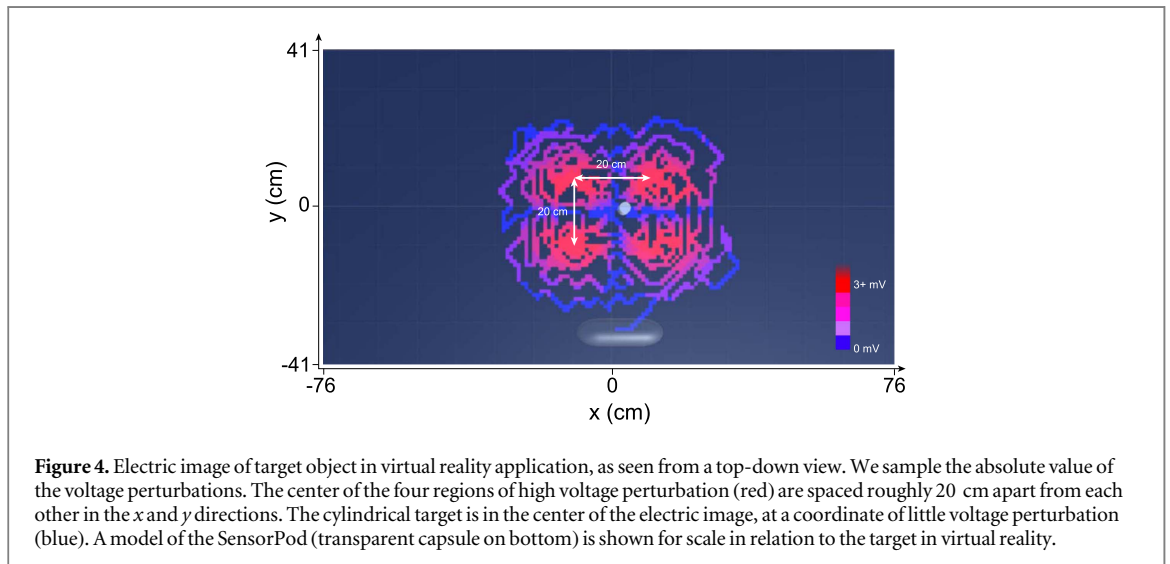 41
y (cm)
0
-41
20 cm
20 cm
3+ mV
0 mV
-76
0
76
x (cm)
Figure 4. Electric image of target object in virtual reality application, as seen from a top-down view. We sample the absolute value of
the voltage perturbations. The center of the four regions of high voltage perturbation (red) are spaced roughly 20 cm apart from each
other in the x and y directions. The cylindrical target is in the center of the electric image, at a coordinate of little voltage perturbation
(blue). A model of the SensorPod (transparent capsule on bottom) is shown for scale in relation to the target in virtual reality.